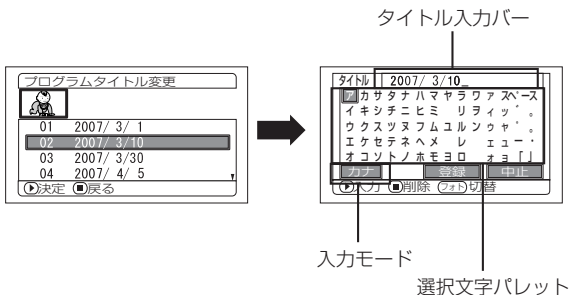 タイトル入力バー
プログラムタイトル変更
01 2007/ 3/ 1
02 2007/ 3/10
03 2007/ 3/30
04 2007/ 4/ 5
決定 戻る
タイトル 2007/ 3/10_
アカサタナハマヤラワァスペース
イキシチニヒミ リヲィッ゛。
ウクスツヌフムユルンゥャ゜。
エケセテネヘメ レ ェュー・
オコソトノホモヨロ ォョ「」
カナ 登録 中止
入力 削除 フォト切替
入力モード
選択文字パレット